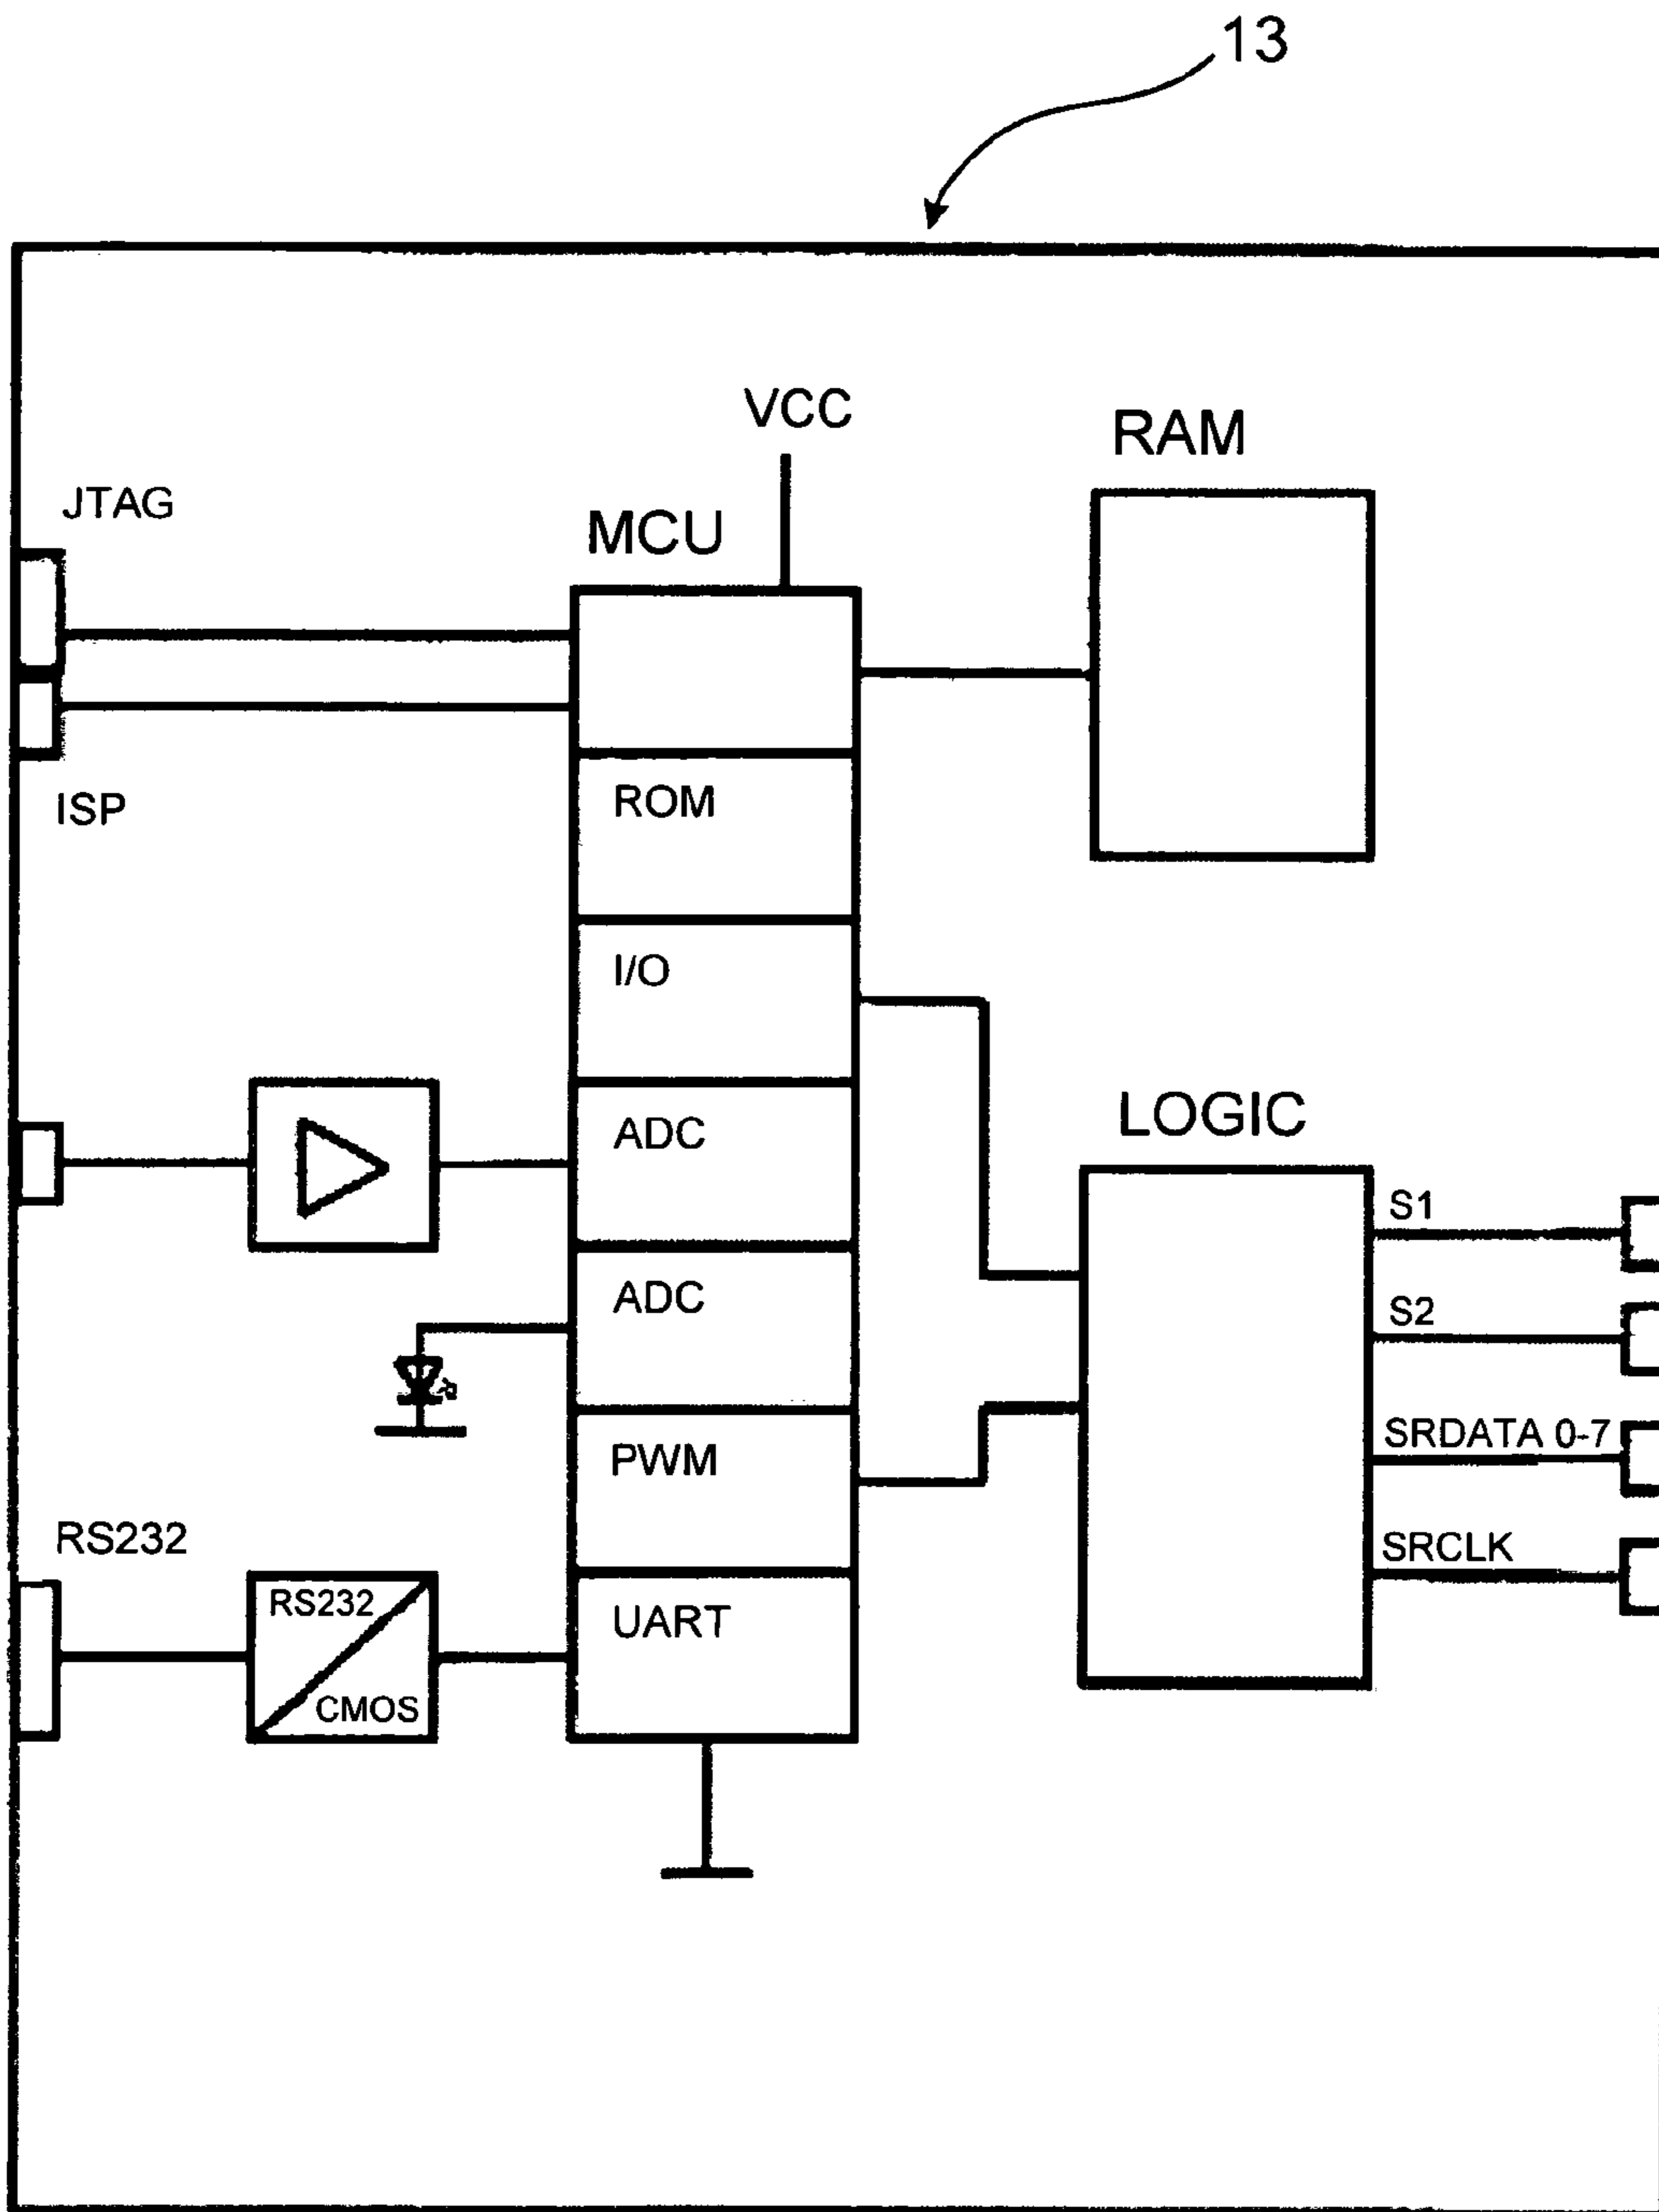 13
VCC
RAM
JTAG
MCU
ISP
ROM
I/O
ADC
LOGIC
S1
ADC
S2
SRDATA 0-7
PWM
RS232
SRCLK
RS232
UART
CMOS